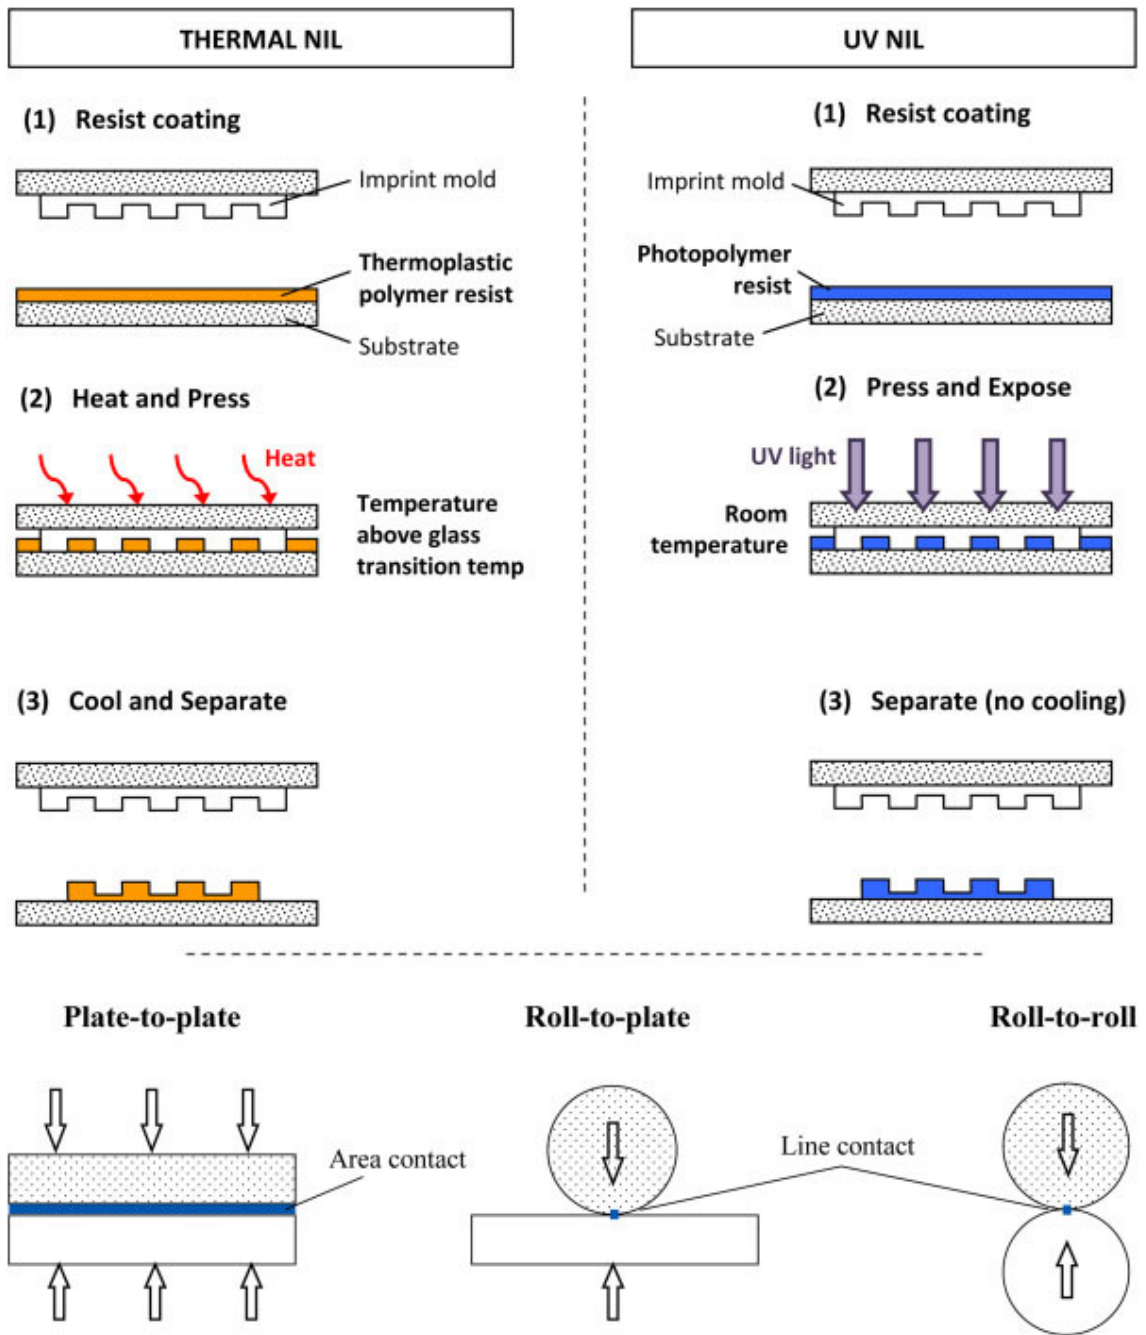 THERMAL NIL
(1) Resist coating
Imprint mold
Thermoplastic
polymer resist
Substrate
(2) Heat and Press
Heat
Temperature
above glass
transition temp
(3) Cool and Separate
UV NIL
(1) Resist coating
Imprint mold
Photopolymer
resist
Substrate
(2) Press and Expose
UV light
Room
temperature
(3) Separate (no cooling)
Plate-to-plate
Area contact
Roll-to-plate
Line contact
Roll-to-roll